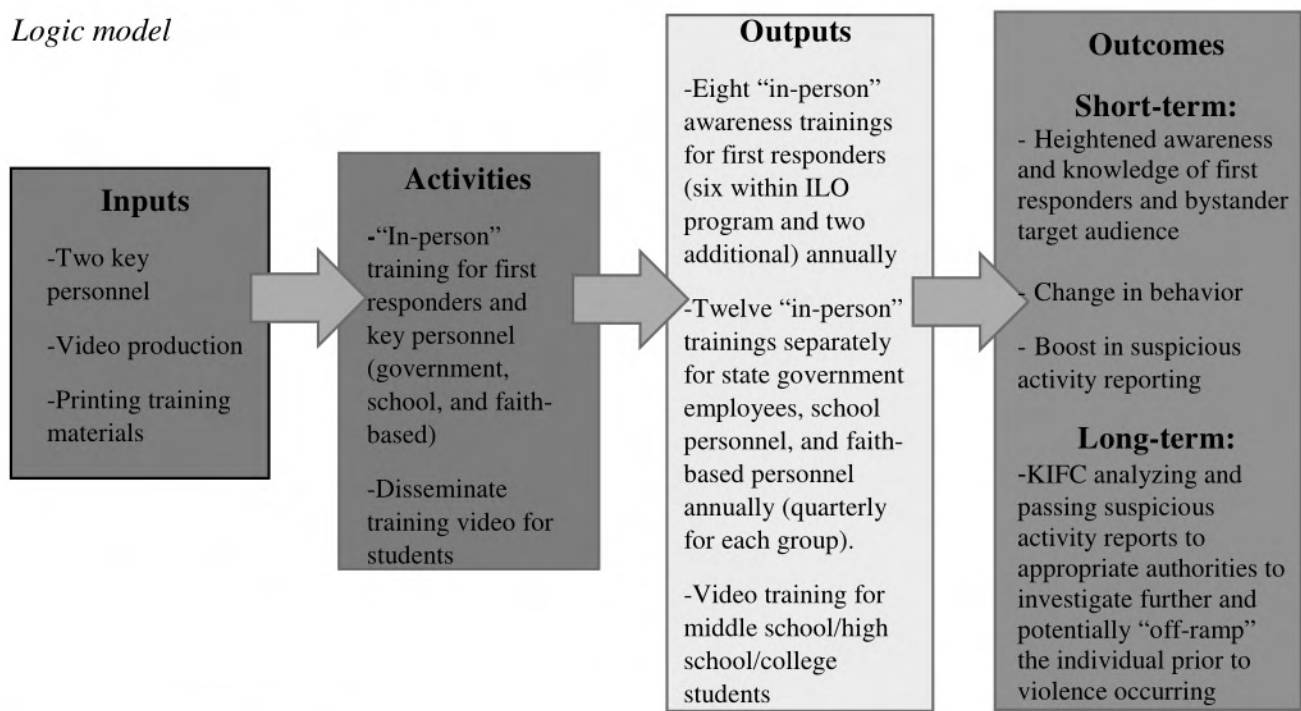 Logic model
Inputs
-Two key
personnel
-Video production
-Printing training
materials
Activities
-“In-person”
training for first
responders and
key personnel
(government,
school, and faith-
based)
-Disseminate
training video for
students
Outputs
-Eight “in-person”
awareness trainings
for first responders
(six within ILO
program and two
additional) annually
-Twelve “in-person”
trainings separately
for state government
employees, school
personnel, and faith-
based personnel
annually (quarterly
for each group).
-Video training for
middle school/high
school/college
students
Outcomes
Short-term:
- Heightened awareness
and knowledge of first
responders and bystander
target audience
- Change in behavior
- Boost in suspicious
activity reporting
Long-term:
-KIFC analyzing and
passing suspicious
activity reports to
appropriate authorities to
investigate further and
potentially “off-ramp”
the individual prior to
violence occurring